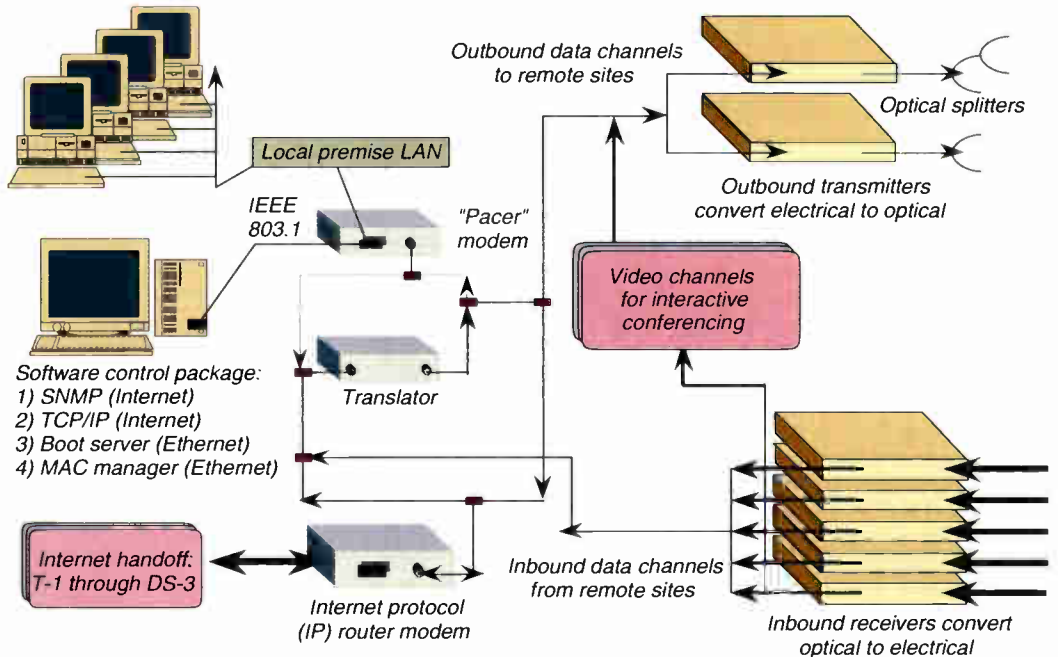 Outbound data channels
to remote sites
Optical splitters
Local premise LAN
IEEE
803.1
"Pacer"
modem
Outbound transmitters
convert electrical to optical
Video channels
for interactive
conferencing
Software control package:
1) SNMP (Internet)
2) TCP/IP (Internet)
3) Boot server (Ethernet)
4) MAC manager (Ethernet)
Translator
Internet handoff:
T-1 through DS-3
Internet protocol
(IP) router modem
Inbound data channels
from remote sites
Inbound receivers convert
optical to electrical